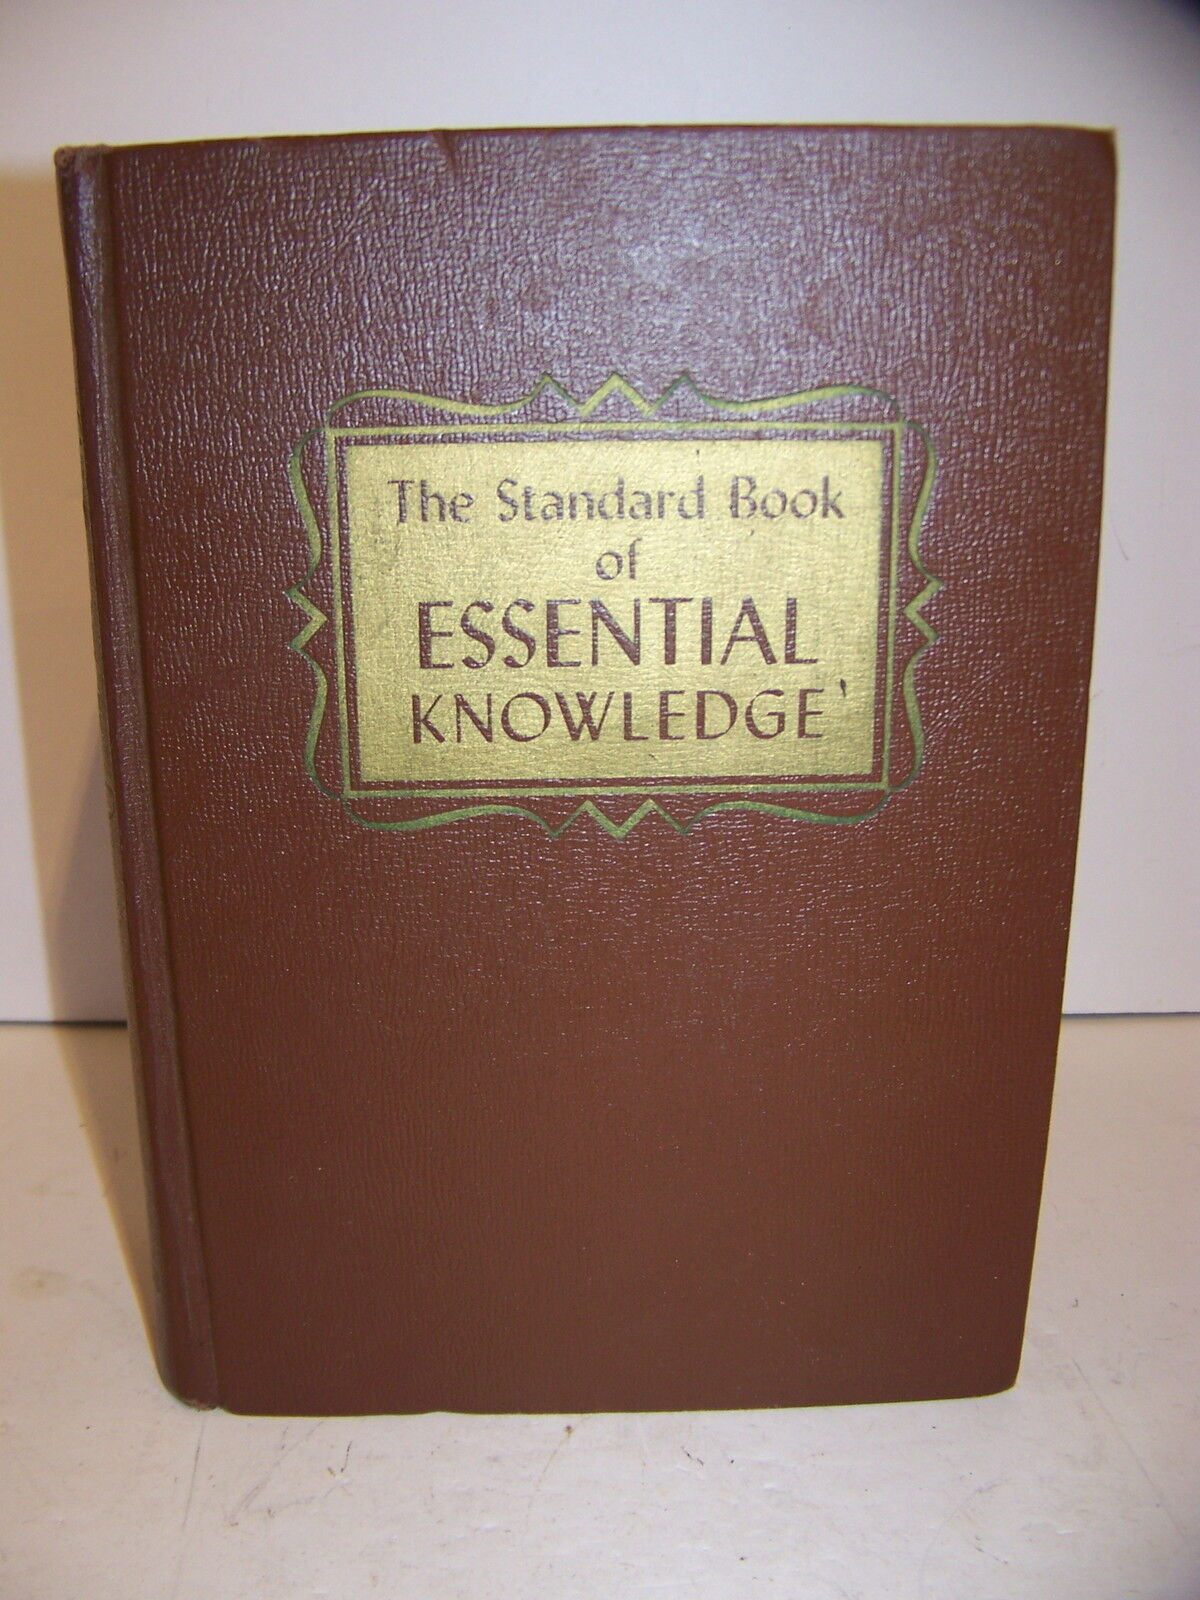 The Standard Book
of
ESSENTIAL
KNOWLEDGE